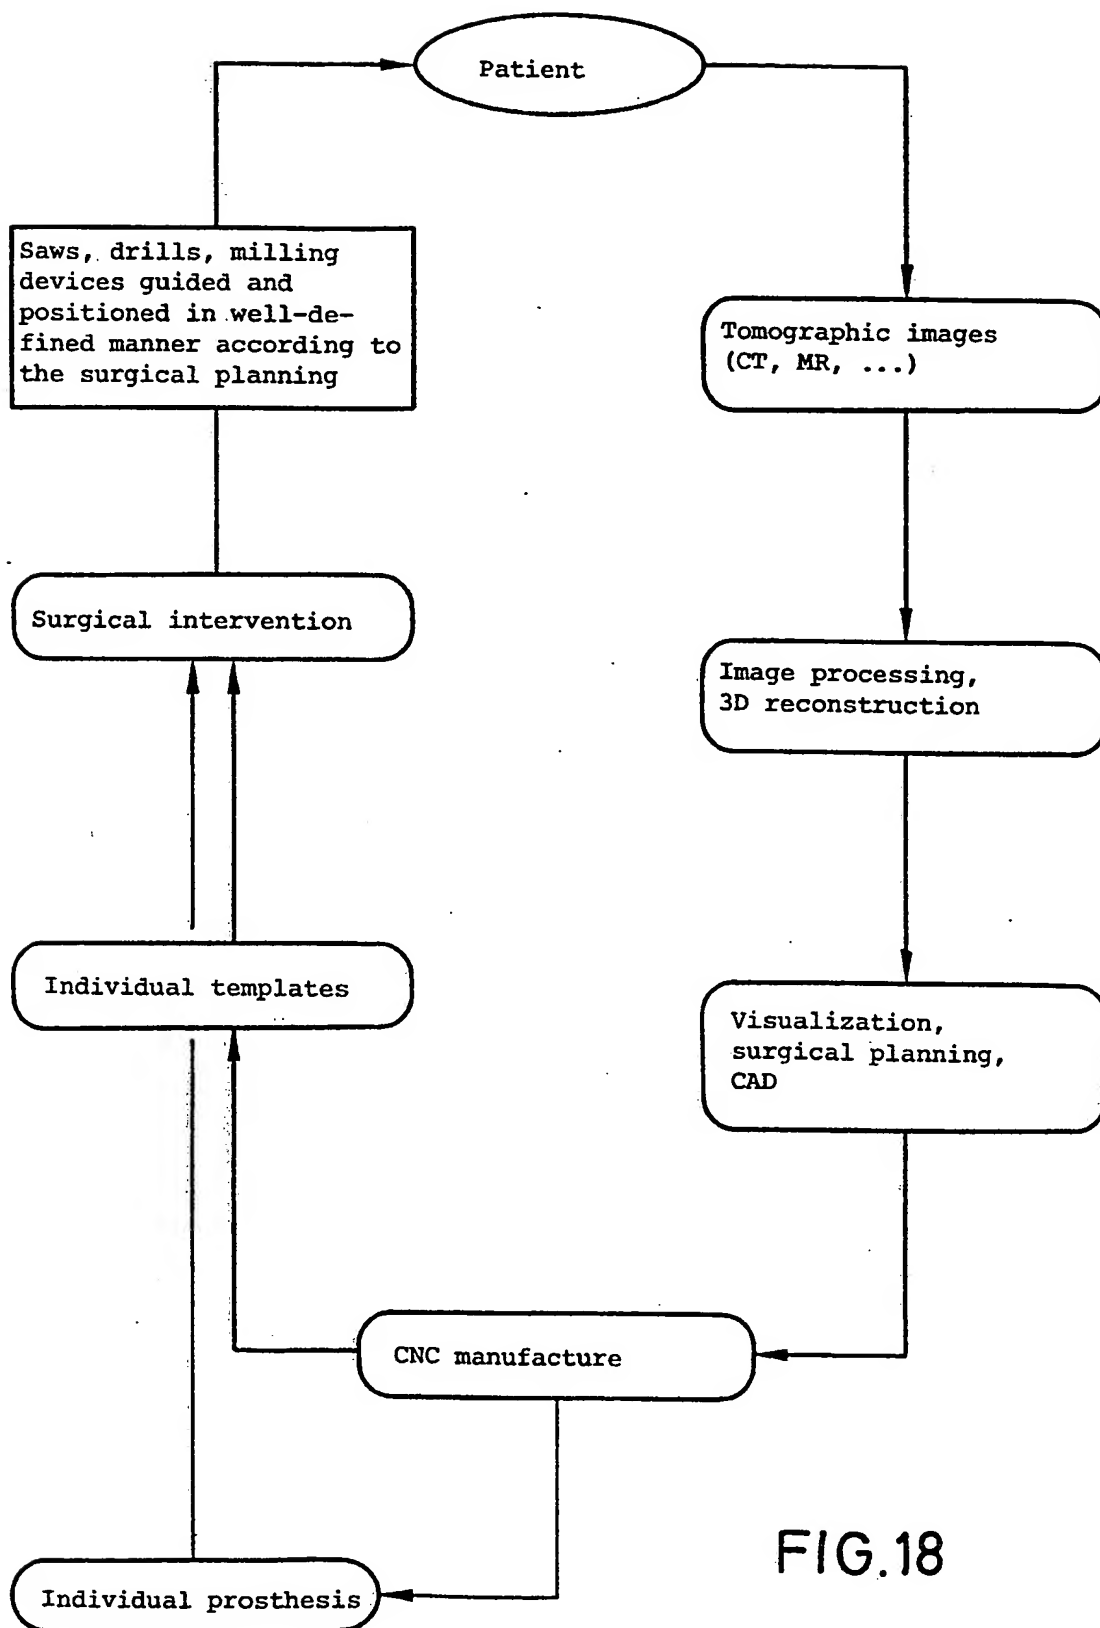 Patient
Saws, drills, milling
devices guided and
positioned in well-de-
fined manner according to
the surgical planning
Tomographic images
(CT, MR, ...)
Surgical intervention
Image processing,
3D reconstruction
Individual templates
Visualization,
surgical planning,
CAD
CNC manufacture
Individual prosthesis
FIG.18